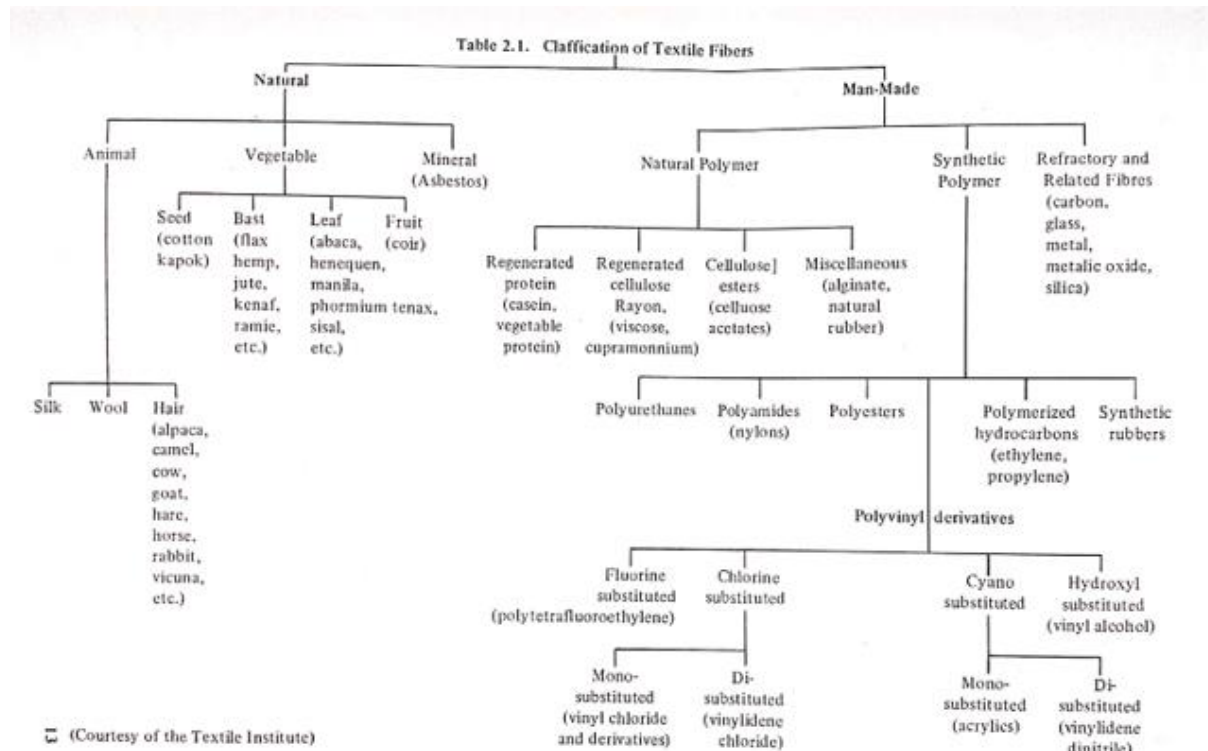 Table 2.1. Claffication of Textile Fibers
Natural
Man-Made
Animal
Vegetable
Mineral
(Asbestos)
Natural Polymer
Synthetic
Polymer
Refractory and
Related Fibres
(carbon,
glass,
metal,
metalic oxide,
silica)
Seed
(cotton
kapok)
Bast
(flax
hemp,
jute,
kenaf,
ramie,
etc.)
Leaf
(abaca,
henequen,
manila,
phormium tenax,
sisal,
etc.)
Fruit
(coir)
Regenerated
protein
(casein,
vegetable
protein)
Regenerated
cellulose
Rayon,
(viscose,
cupramonnium)
Cellulose]
esters
(celluose
acetates)
Miscellaneous
(alginate,
natural
rubber)
Silk
Wool
Hair
(alpaca,
camel,
cow,
goat,
hare,
horse,
rabbit,
vicuna,
etc.)
Polyurethanes
Polyamides
(nylons)
Polyesters
Polymerized
hydrocarbons
(ethylene,
propylene)
Synthetic
rubbers
Polyvinyl derivatives
Fluorine
substituted
(polytetrafluoroethylene)
Chlorine
substituted
Cyano
substituted
Hydroxyl
substituted
(vinyl alcohol)
Mono-
substituted
(vinyl chloride
and derivatives)
Di-
substituted
(vinylidene
chloride)
Mono-
substituted
(acrylics)
Di-
substituted
(vinylidene
dinitrile)
13 (Courtesy of the Textile Institute)